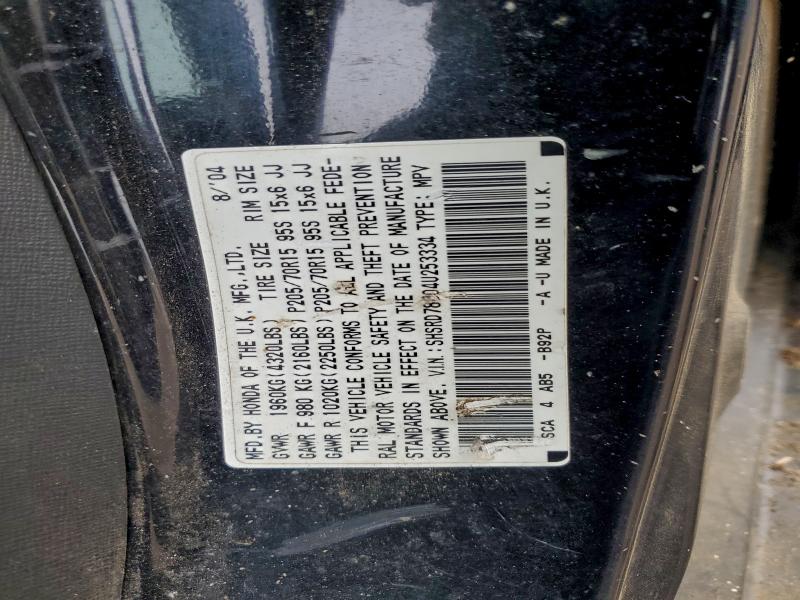 MFD.BY HONDA OF THE U.K. MFG.,LTD. 8/'04
GVWR 1960KG(4320LBS) TIRE SIZE RIM SIZE
GAWR F 980 KG(2160LBS) P205/70R15 95S 15x6 JJ
GAWR R 1020KG(2250LBS) P205/70R15 95S 15x6 JJ
THIS VEHICLE CONFORMS TO ALL APPLICABLE FEDE-
RAL MOTOR VEHICLE SAFETY AND THEFT PREVENTION
STANDARDS IN EFFECT ON THE DATE OF MANUFACTURE
SHOWN ABOVE. V.I.N.: TYPE: MPV
SCA 4 AB5 -B92P -A -U MADE IN U.K.